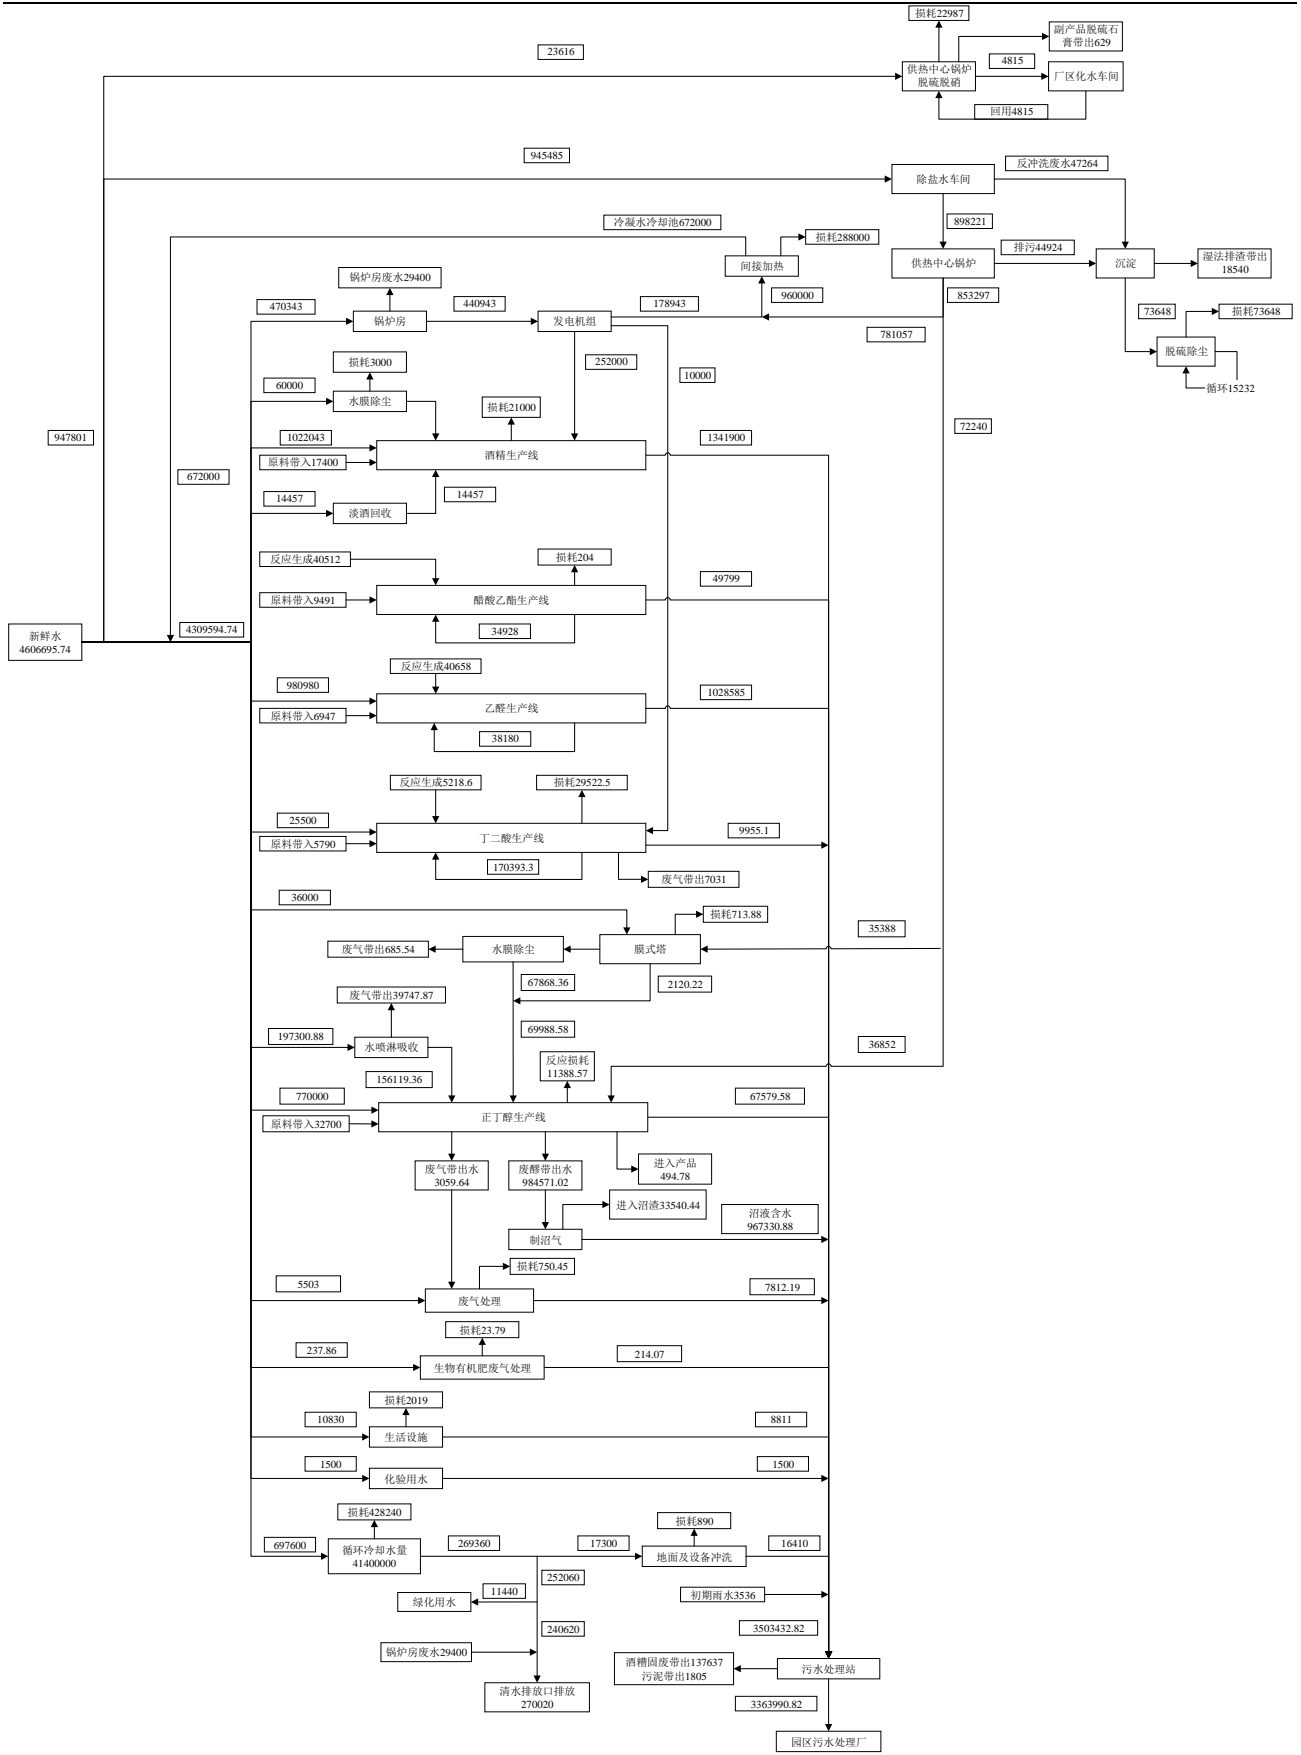 损耗22987
副产品脱硫石
膏带出629
23616
供热中心锅炉
脱硫脱硝
4815
厂区化水车间
回用4815
945485
反冲洗废水47264
除盐水车间
898221
冷凝水冷却池672000
损耗288000
间接加热
供热中心锅炉
排污44924
沉淀
湿法排渣带出
18540
锅炉房废水29400
470343
锅炉房
440943
发电机组
178943
960000
853297
781057
73648
损耗73648
脱硫除尘
循环15232
损耗3000
252000
10000
60000
水膜除尘
损耗21000
947801
1022043
酒精生产线
1341900
72240
原料带入17400
672000
14457
淡酒回收
14457
反应生成40512
损耗204
原料带入9491
醋酸乙酯生产线
49799
34928
新鲜水
4606695.74
4309594.74
反应生成40658
980980
乙醛生产线
1028585
原料带入6947
38180
反应生成5218.6
损耗29522.5
25500
丁二酸生产线
9955.1
原料带入5790
170393.3
废气带出7031
36000
损耗713.88
废气带出685.54
水膜除尘
膜式塔
35388
67868.36
2120.22
废气带出39747.87
69988.58
197300.88
水喷淋吸收
36852
156119.36
反应损耗
11388.57
770000
正丁醇生产线
67579.58
原料带入32700
废气带出水
3059.64
废醪带出水
984571.02
进入产品
494.78
进入沼渣33540.44
制沼气
沼液含水
967330.88
损耗750.45
5503
废气处理
7812.19
损耗23.79
237.86
生物有机肥废气处理
214.07
损耗2019
10830
生活设施
8811
1500
化验用水
1500
损耗428240
697600
循环冷却水量
41400000
269360
17300
损耗890
地面及设备冲洗
16410
252060
11440
绿化用水
初期雨水3536
240620
3503432.82
锅炉房废水29400
酒糟固废带出137637
污泥带出1805
污水处理站
清水排放口排放
270020
3363990.82
园区污水处理厂